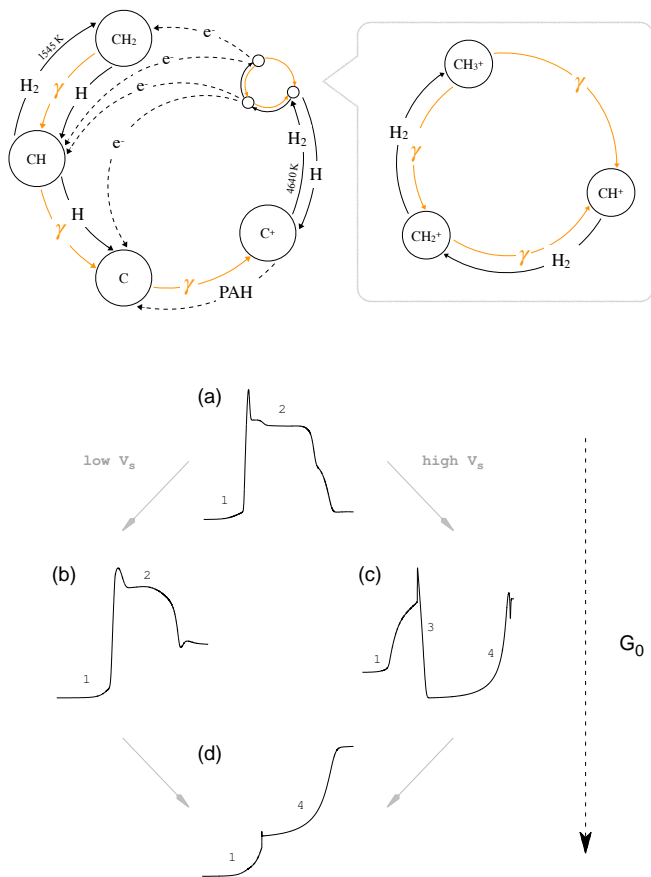 1545 K
CH₂
e⁻
H₂
γ
H
e⁻
e⁻
CH
e⁻
H₂
H
4640 K
H
γ
C
γ
C⁺
PAH
CH₃⁺
γ
H₂
γ
CH⁺
CH₂⁺
γ
H₂
(a)
2
low Vₛ
high Vₛ
1
(b)
2
(c)
1
1
3
4
G₀
(d)
4
1